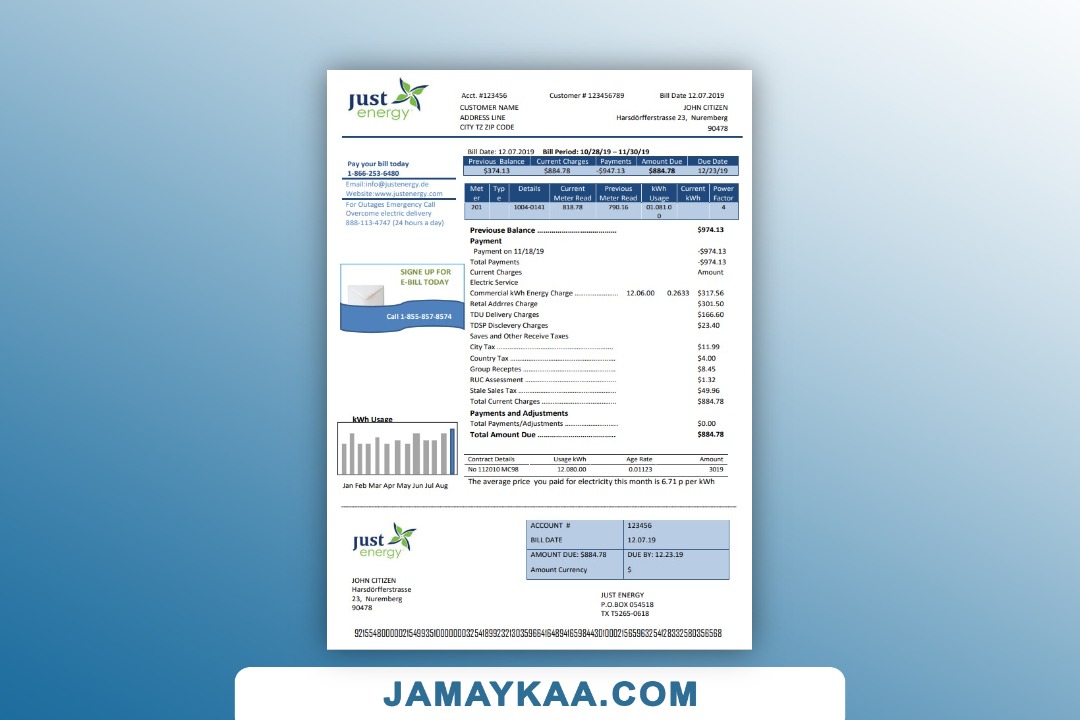 just
energy
Acct. #123456 Customer # 123456789 Bill Date 12.07.2019
CUSTOMER NAME JOHN CITIZEN
ADDRESS LINE Harsdörfferstrasse 23, Nuremberg
CITY TZ ZIP CODE 90478
Bill Date: 12.07.2019 Bill Period: 10/28/19 – 11/30/19
Previous Balance Current Charges Payments Amount Due Due Date
$374.13 $884.78 -$947.13 $884.78 12/23/19
Pay your bill today
1-866-253-6480
Email:info@justenergy.de
Website:www.justenergy.com
For Outages Emergency Call
Overcome electric delivery
888-113-4747 (24 hours a day)
Met Typ Details Current Previous kWh Current Power
er e Meter Read Meter Read Usage kWh Factor
201 1004-0141 818.78 790.16 01.081.0 4
0
Previouse Balance ................................. $974.13
Payment
Payment on 11/18/19 -$974.13
Total Payments -$974.13
Current Charges Amount
Electric Service
Commercial kWh Energy Charge ................... 12.06.00 0.2633 $317.56
Retal Addrres Charge $301.50
TDU Delivery Charges $166.60
TDSP Disclevery Charges $23.40
Saves and Other Receive Taxes
City Tax ................................................ $11.99
Country Tax ............................................ $4.00
Group Receptes ...................................... $8.45
RUC Assessment ..................................... $1.32
Stale Sales Tax ....................................... $49.96
Total Current Charges .............................. $884.78
Payments and Adjustments
Total Payments/Adjustments ...................... $0.00
Total Amount Due ................................. $884.78
SIGNE UP FOR
E-BILL TODAY
Call 1-855-857-8574
kWh Usage
Jan Feb Mar Apr May Jun Jul Aug
Contract Details Usage kWh Age Rate Amount
No 112010 MC98 12.080.00 0.01123 3019
The average price you paid for electricity this month is 6.71 p per kWh
just
energy
ACCOUNT # 123456
BILL DATE 12.07.19
AMOUNT DUE: $884.78 DUE BY: 12.23.19
Amount Currency $
JOHN CITIZEN
Harsdörfferstrasse
23, Nuremberg
90478
JUST ENERGY
P.O.BOX 054518
TX T5265-0618
JAMAYKAA.COM